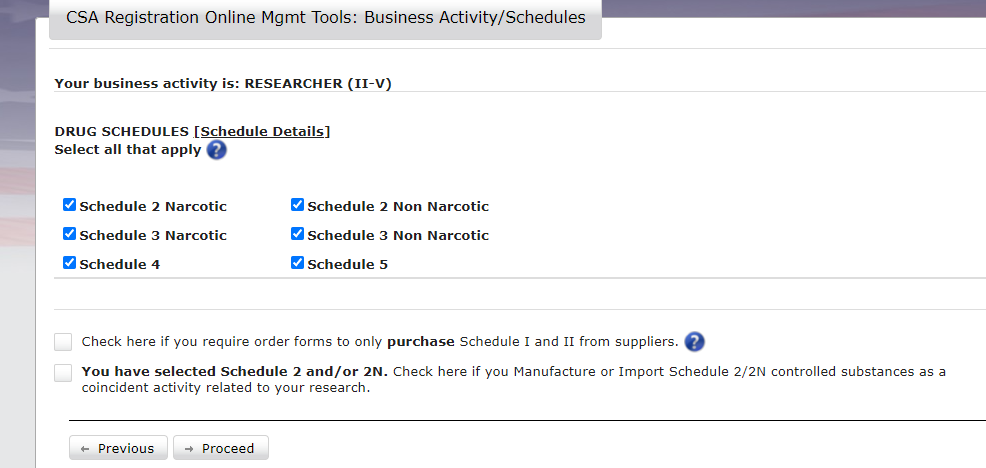 CSA Registration Online Mgmt Tools: Business Activity/Schedules
Your business activity is: RESEARCHER (II-V)
DRUG SCHEDULES [Schedule Details]
Select all that apply ?
Schedule 2 Narcotic Schedule 2 Non Narcotic
Schedule 3 Narcotic Schedule 3 Non Narcotic
Schedule 4 Schedule 5
Check here if you require order forms to only purchase Schedule I and II from suppliers. ?
You have selected Schedule 2 and/or 2N. Check here if you Manufacture or Import Schedule 2/2N controlled substances as a
coincident activity related to your research.
← Previous → Proceed